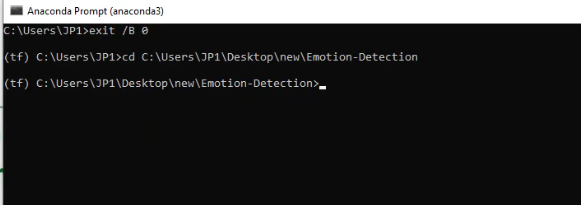 Anaconda Prompt (anaconda3)
C:\Users\JP1>exit /B 0
(tf) C:\Users\JP1>cd C:\Users\JP1\Desktop\new\Emotion-Detection
(tf) C:\Users\JP1\Desktop\new\Emotion-Detection>